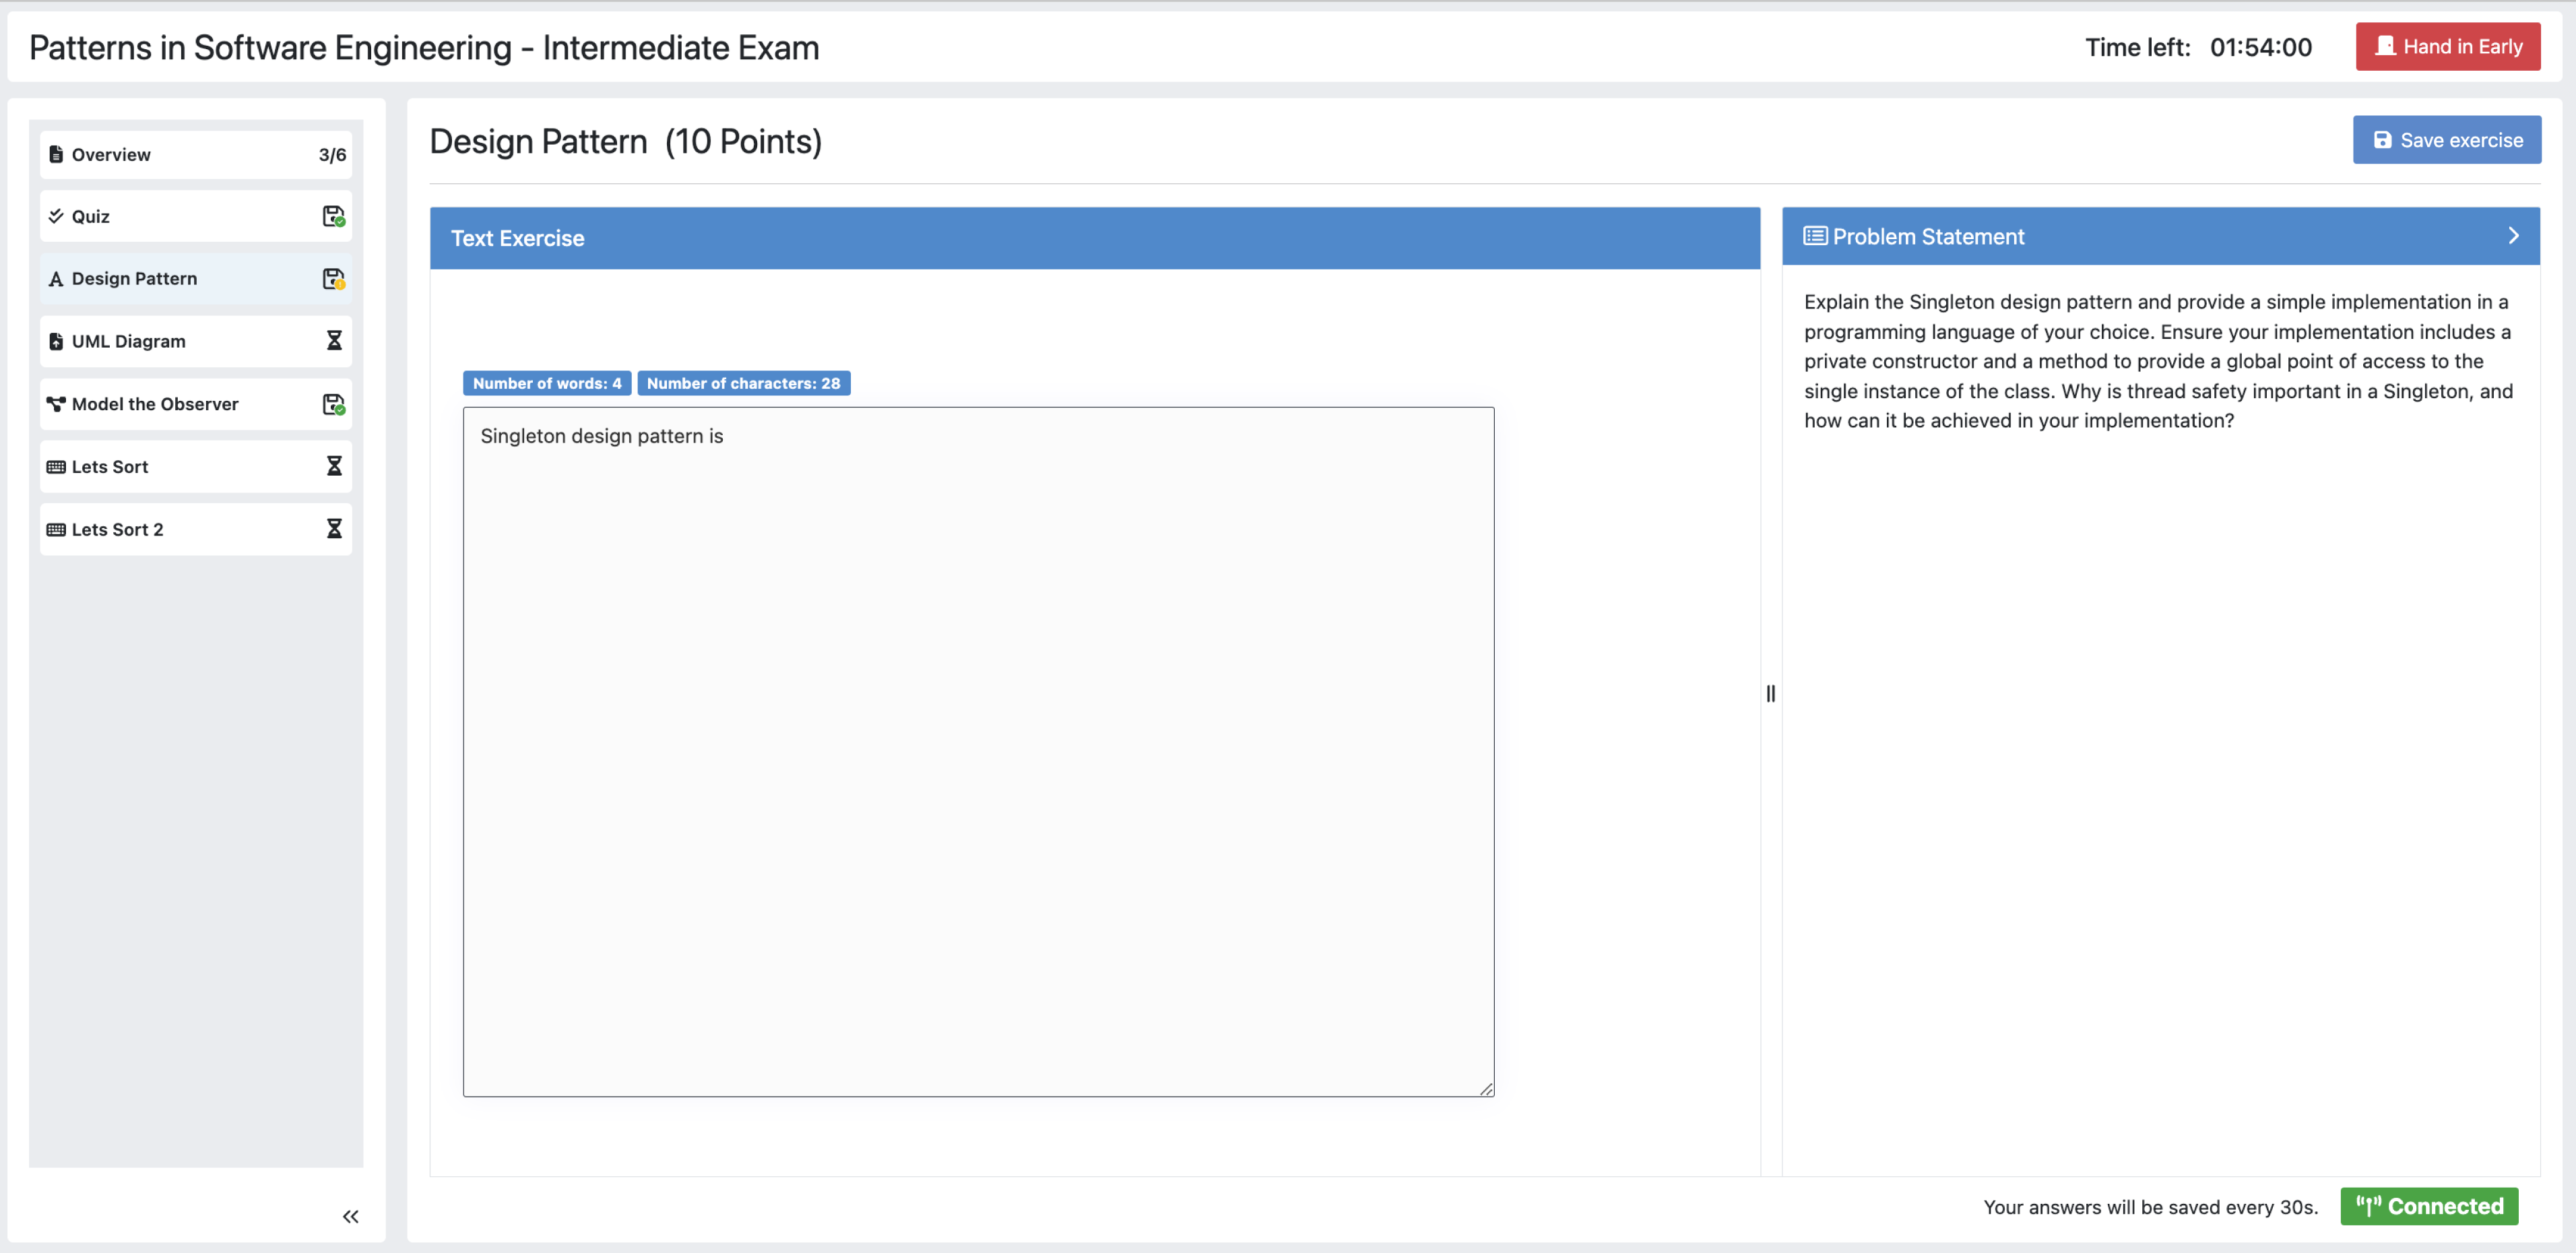 Patterns in Software Engineering - Intermediate Exam
Time left: 01:54:00
Hand in Early
Overview 3/6
Quiz
Design Pattern
UML Diagram
Model the Observer
Lets Sort
Lets Sort 2
Design Pattern (10 Points)
Save exercise
Text Exercise
Number of words: 4 Number of characters: 28
Singleton design pattern is
Problem Statement
Explain the Singleton design pattern and provide a simple implementation in a
programming language of your choice. Ensure your implementation includes a
private constructor and a method to provide a global point of access to the
single instance of the class. Why is thread safety important in a Singleton, and
how can it be achieved in your implementation?
Your answers will be saved every 30s.
Connected